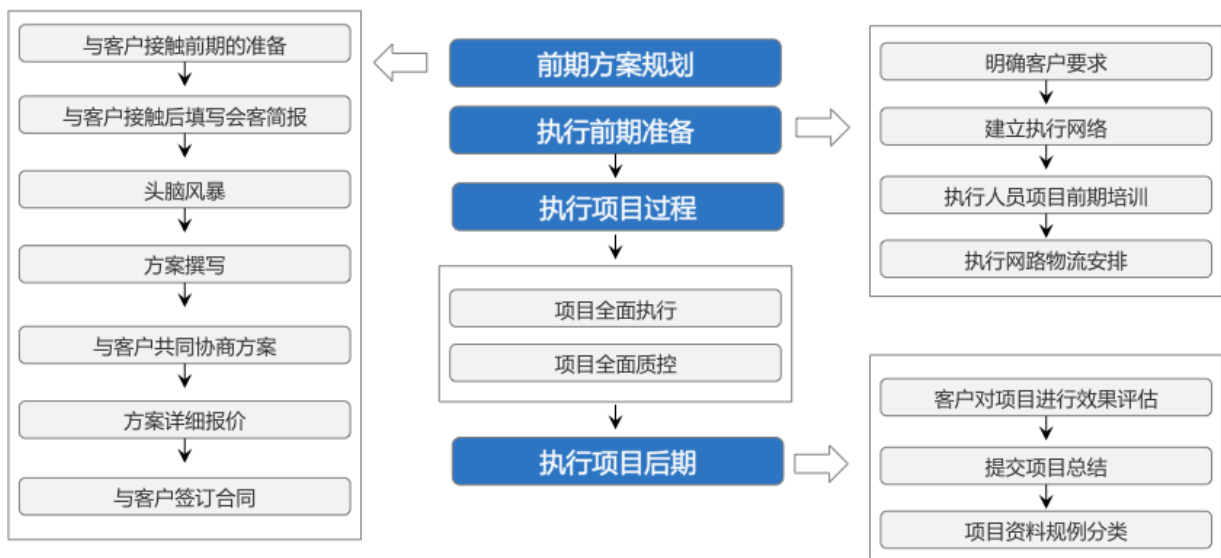 与客户接触前期的准备
与客户接触后填写会客简报
头脑风暴
方案撰写
与客户共同协商方案
方案详细报价
与客户签订合同
前期方案规划
执行前期准备
执行项目过程
项目全面执行
项目全面质控
执行项目后期
明确客户要求
建立执行网络
执行人员项目前期培训
执行网路物流安排
客户对项目进行效果评估
提交项目总结
项目资料规例分类